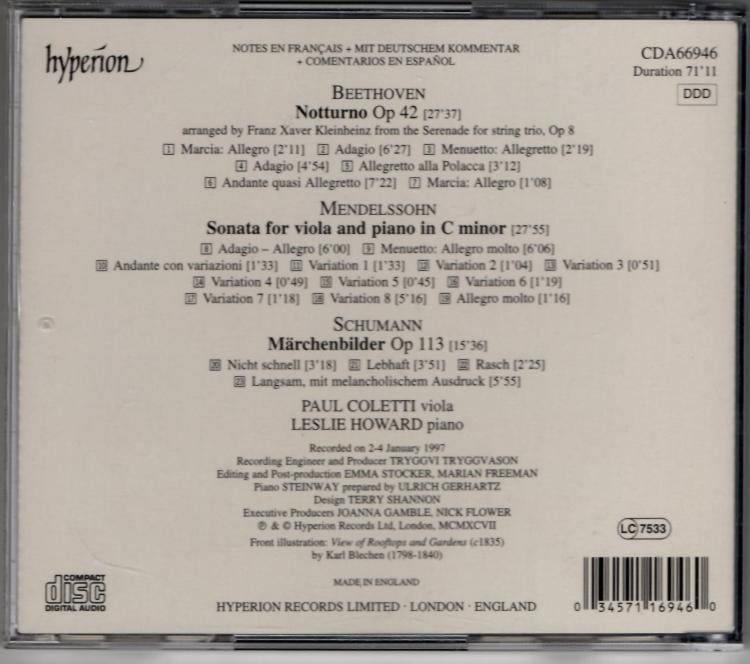 hyperion
NOTES EN FRANÇAIS + MIT DEUTSCHEM KOMMENTAR
+ COMENTARIOS EN ESPAÑOL
CDA66946
Duration 71'11
DDD
BEETHOVEN
Notturno Op 42 [27'37]
arranged by Franz Xaver Kleinheinz from the Serenade for string trio, Op 8
1 Marcia: Allegro [2'11] 2 Adagio [6'27] 3 Menuetto: Allegretto [2'19]
4 Adagio [4'54] 5 Allegretto alla Polacca [3'12]
6 Andante quasi Allegretto [7'22] 7 Marcia: Allegro [1'08]
MENDELSSOHN
Sonata for viola and piano in C minor [27'55]
8 Adagio – Allegro [6'00] 9 Menuetto: Allegro molto [6'06]
10 Andante con variazioni [1'33] 11 Variation 1 [1'33] 12 Variation 2 [1'04] 13 Variation 3 [0'51]
14 Variation 4 [0'49] 15 Variation 5 [0'45] 16 Variation 6 [1'19]
17 Variation 7 [1'18] 18 Variation 8 [5'16] 19 Allegro molto [1'16]
SCHUMANN
Märchenbilder Op 113 [15'36]
20 Nicht schnell [3'18] 21 Lebhaft [3'51] 22 Rasch [2'25]
23 Langsam, mit melancholischem Ausdruck [5'55]
PAUL COLETTI viola
LESLIE HOWARD piano
Recorded on 2-4 January 1997
Recording Engineer and Producer TRYGGVI TRYGGVASON
Editing and Post-production EMMA STOCKER, MARIAN FREEMAN
Piano STEINWAY prepared by ULRICH GERHARTZ
Design TERRY SHANNON
Executive Producers JOANNA GAMBLE, NICK FLOWER
℗ & © Hyperion Records Ltd, London, MCMXCVII
Front illustration: View of Rooftops and Gardens (c1835)
by Karl Blechen (1798-1840)
LC 7533
COMPACT
disc
DIGITAL AUDIO
MADE IN ENGLAND
HYPERION RECORDS LIMITED · LONDON · ENGLAND
0 34571 16946 0